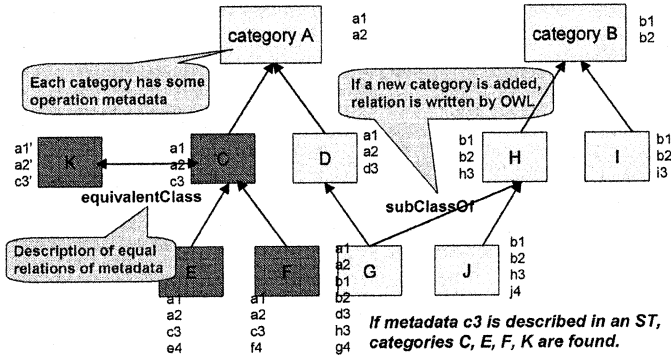 category A
a1
a2
category B
b1
b2
Each category has some
operation metadata
If a new category is added,
relation is written by OWL
a1'
a2'
c3'
K
a1
a2
c3
C
D
a1
a2
d3
b1
b2
h3
H
I
b1
b2
i3
equivalentClass
subClassOf
Description of equal
relations of metadata
E
a1
a2
c3
e4
F
a1
a2
c3
f4
a1
a2
b1
b2
d3
h3
g4
G
J
b1
b2
h3
j4
If metadata c3 is described in an ST,
categories C, E, F, K are found.